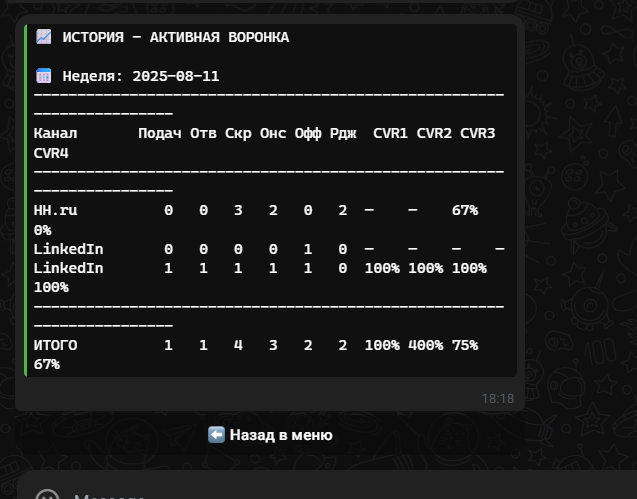 📈 ИСТОРИЯ — АКТИВНАЯ ВОРОНКА
📅 Неделя: 2025-08-11
——————————————————————————————————————————————————————
————————————————
Канал Подач Отв Скр Онс Офф Рдж CVR1 CVR2 CVR3
CVR4
——————————————————————————————————————————————————————
————————————————
HH.ru 0 0 3 2 0 2 — — 67%
0%
LinkedIn 0 0 0 0 1 0 — — — —
LinkedIn 1 1 1 1 1 0 100% 100% 100%
100%
——————————————————————————————————————————————————————
————————————————
ИТОГО 1 1 4 3 2 2 100% 400% 75%
67%
18:18
⬅️ Назад в меню